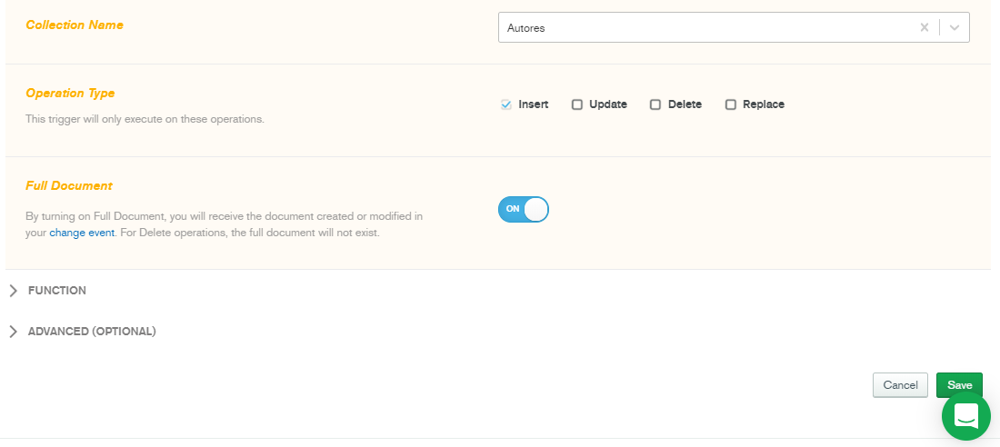 Collection Name
Autores
Operation Type
This trigger will only execute on these operations.
Insert Update Delete Replace
Full Document
By turning on Full Document, you will receive the document created or modified in
your change event. For Delete operations, the full document will not exist.
ON
FUNCTION
ADVANCED (OPTIONAL)
Cancel Save